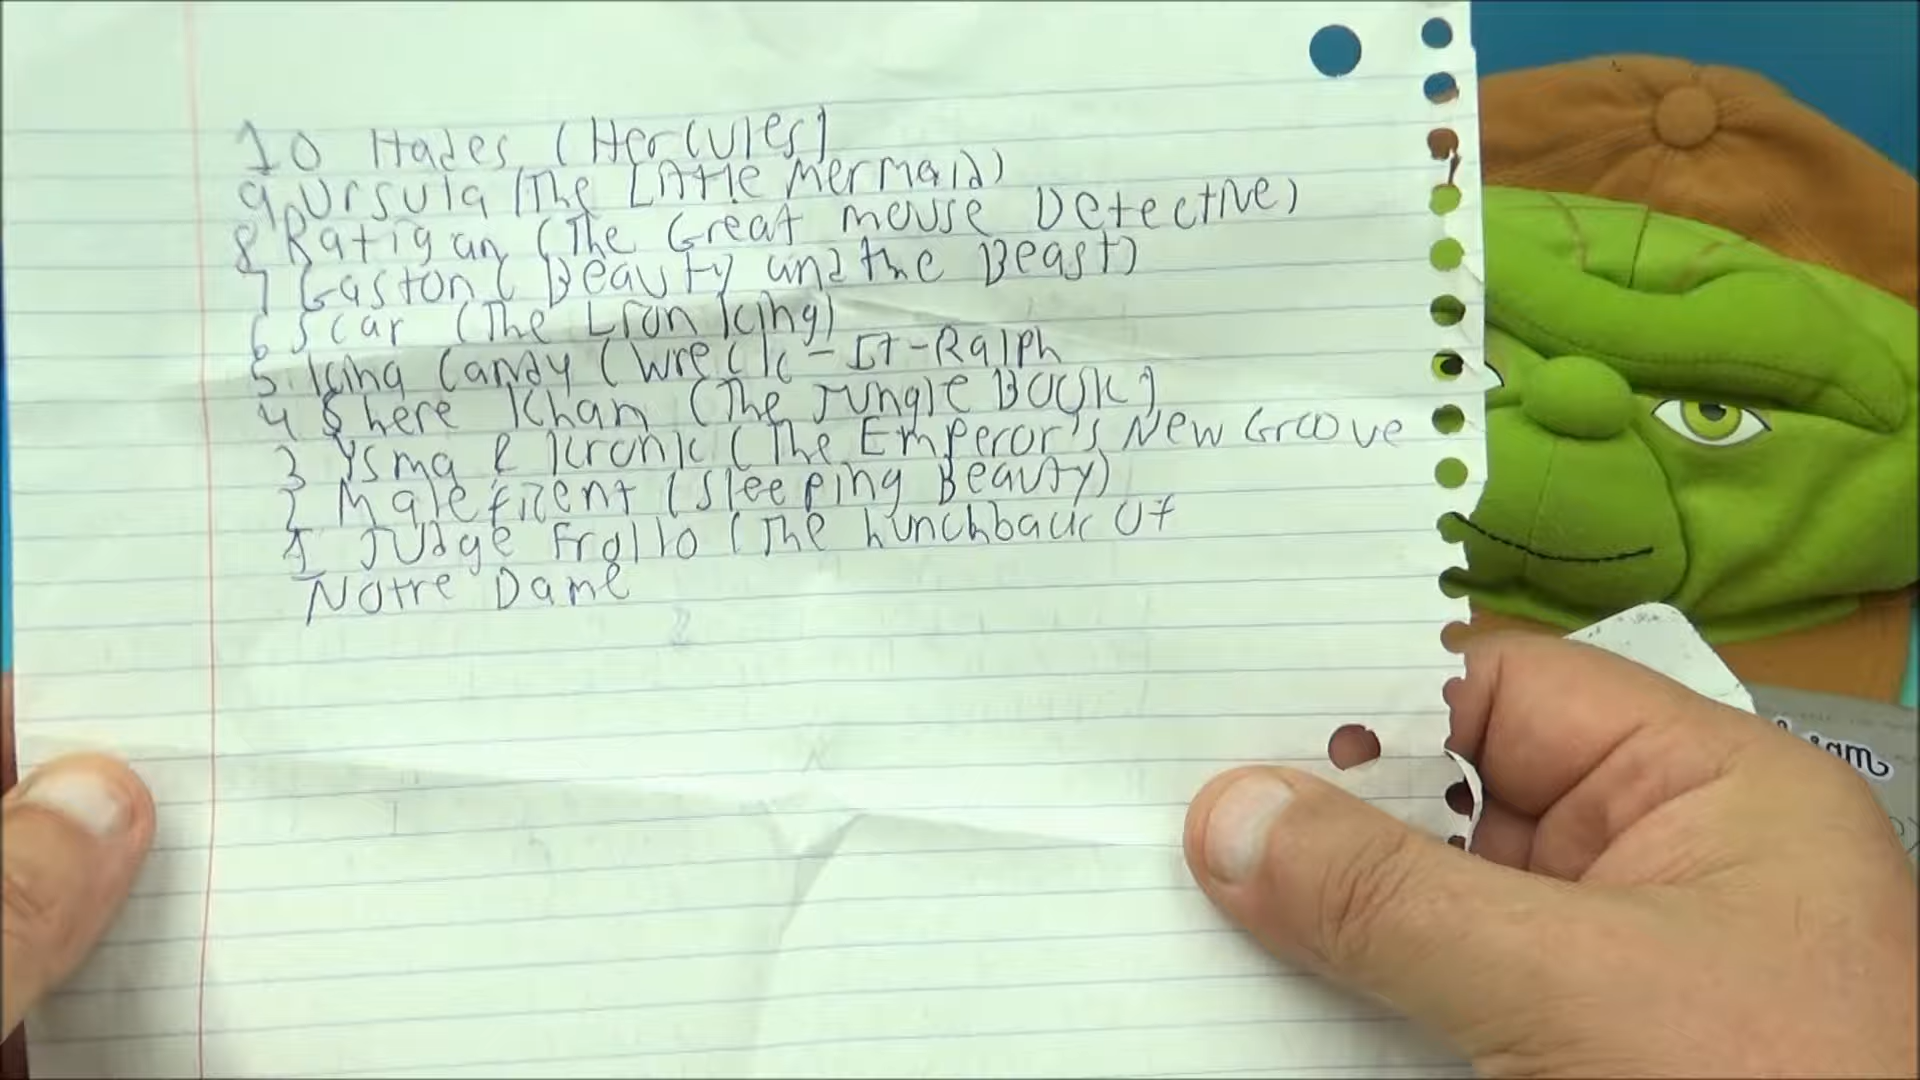 10 Hades (Hercules)
9 Ursula (The Little Mermaid)
8 Ratigan (The Great mouse Detective)
7 Gaston (Beauty and the Beast)
6 Scar (The Lion King)
5. King Candy (Wreck-It-Ralph
4 Shere Khan (The Jungle Book)
3 Ysma & Kronk (The Emperor's New Groove
2 Maleficent (Sleeping Beauty)
1 Judge Frollo (The hunchback Of
Notre Dame